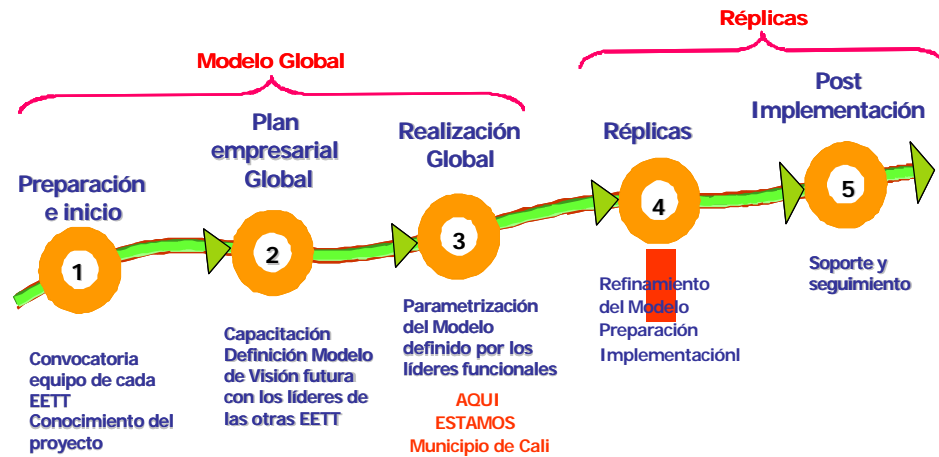 Réplicas
Modelo Global
Post
Implementación
Plan
empresarial
Global
Realización
Global
Réplicas
Preparación
e inicio
1
2
3
4
5
Convocatoria
equipo de cada
EETT
Conocimiento del
proyecto
Capacitación
Definición Modelo
de Visión futura
con los líderes de
las otras EETT
Parametrización
del Modelo
definido por los
líderes funcionales
AQUI
ESTAMOS
Municipio de Cali
Refinamiento
del Modelo
Preparación
Implementaciónl
Soporte y
seguimiento